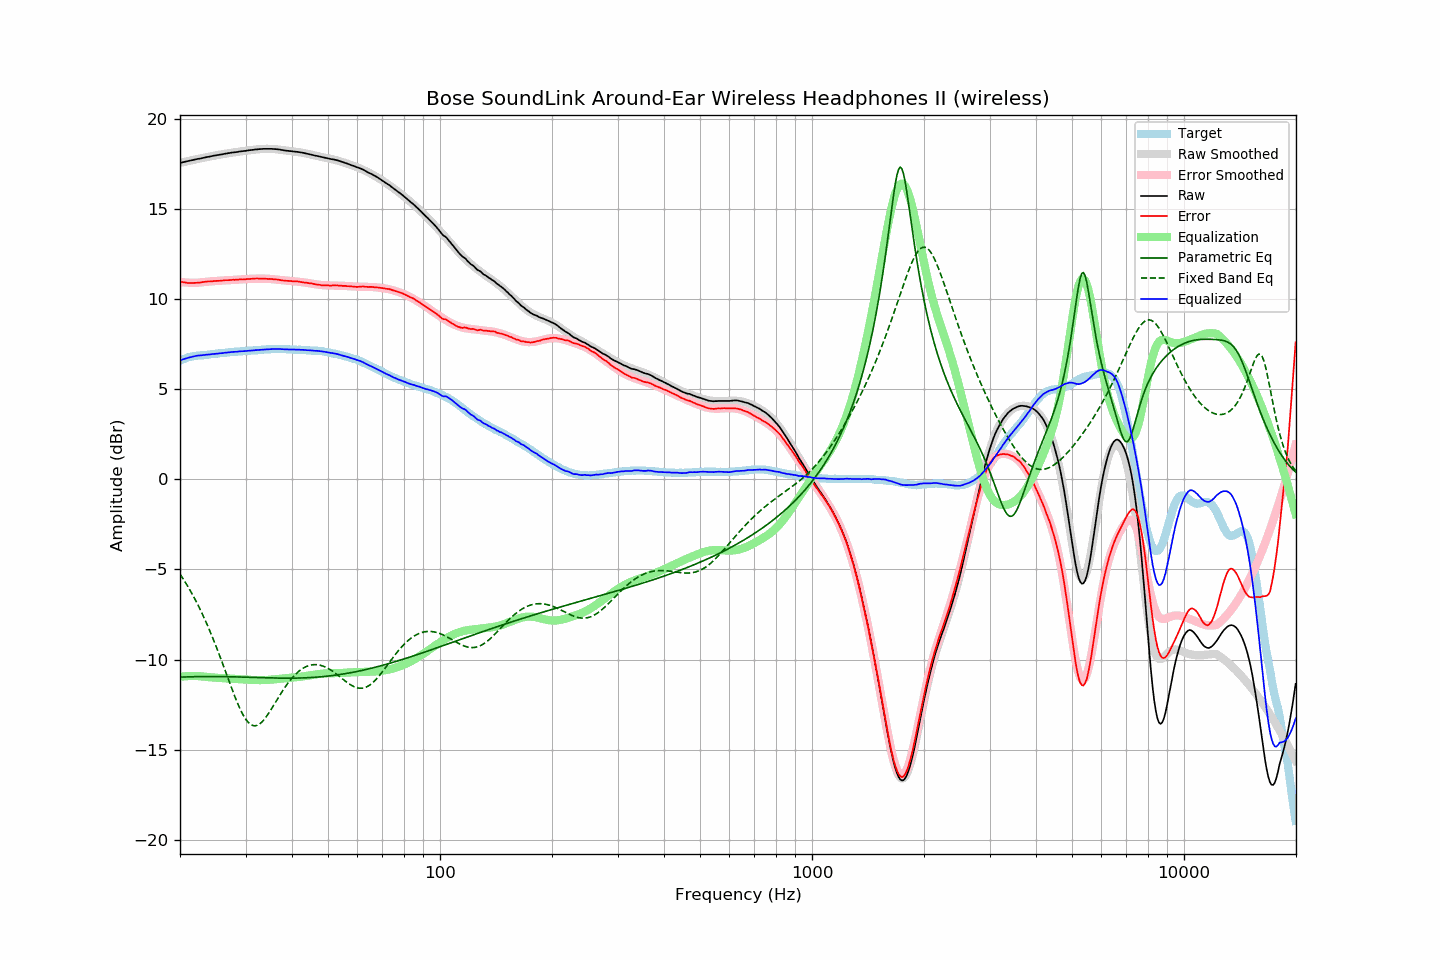 Bose SoundLink Around-Ear Wireless Headphones II (wireless)
20
15
10
5
0
−5
−10
−15
−20
Amplitude (dBr)
Target
Raw Smoothed
Error Smoothed
Raw
Error
Equalization
Parametric Eq
Fixed Band Eq
Equalized
100
1000
10000
Frequency (Hz)